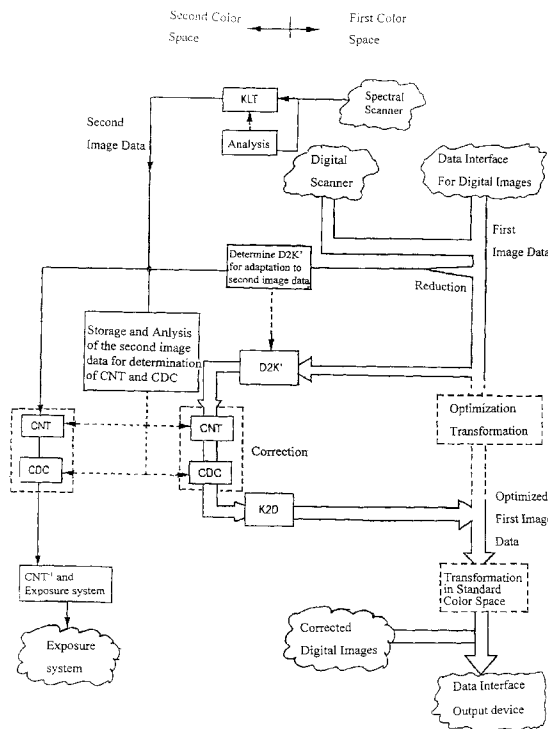 Second Color
Space
First Color
Space
KLT
Spectral
Scanner
Second
Image Data
Analysis
Digital
Scanner
Data Interface
For Digital Images
First
Image Data
Determine D2K'
for adaptation to
second image data
Reduction
Storage and Anlysis
of the second image
data for determination
of CNT and CDC
D2K'
Optimization
Transformation
CNT
CNT
Correction
CDC
CDC
K2D
Optimized
First Image
Data
CNT⁻¹ and
Exposure system
Transformation
in Standard
Color Space
Exposure
system
Corrected
Digital Images
Data Interface
Output device